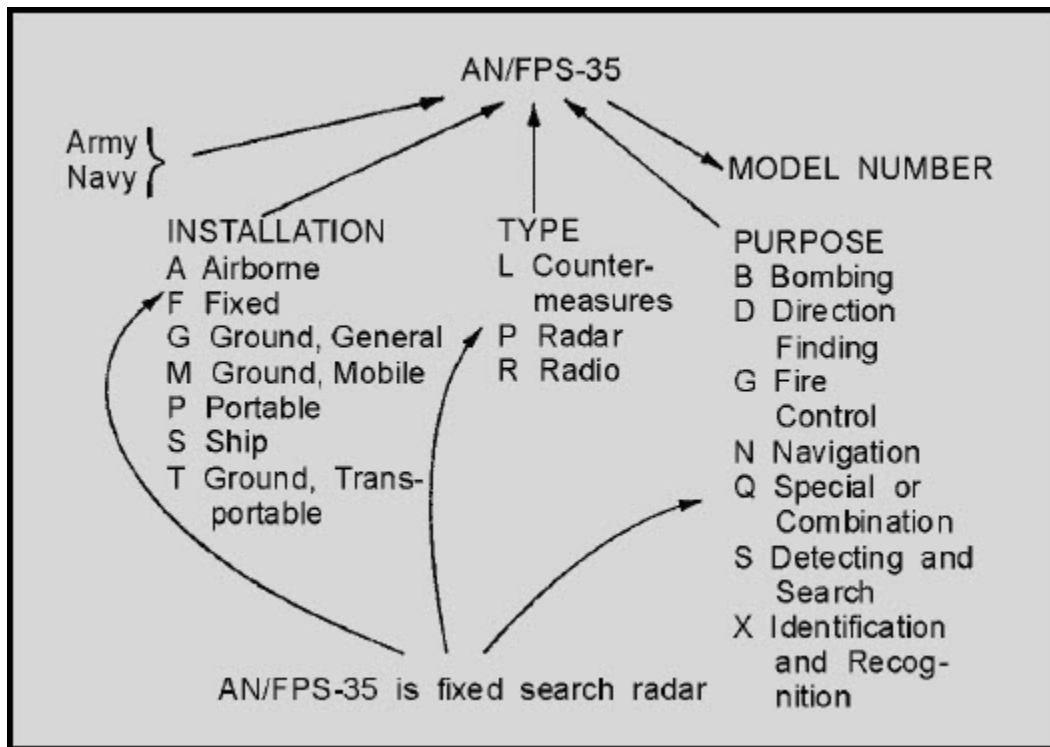 AN/FPS-35
Army
Navy
MODEL NUMBER
INSTALLATION
A Airborne
F Fixed
G Ground, General
M Ground, Mobile
P Portable
S Ship
T Ground, Trans-
portable
TYPE
L Counter-
measures
P Radar
R Radio
PURPOSE
B Bombing
D Direction
Finding
G Fire
Control
N Navigation
Q Special or
Combination
S Detecting and
Search
X Identification
and Recog-
nition
AN/FPS-35 is fixed search radar